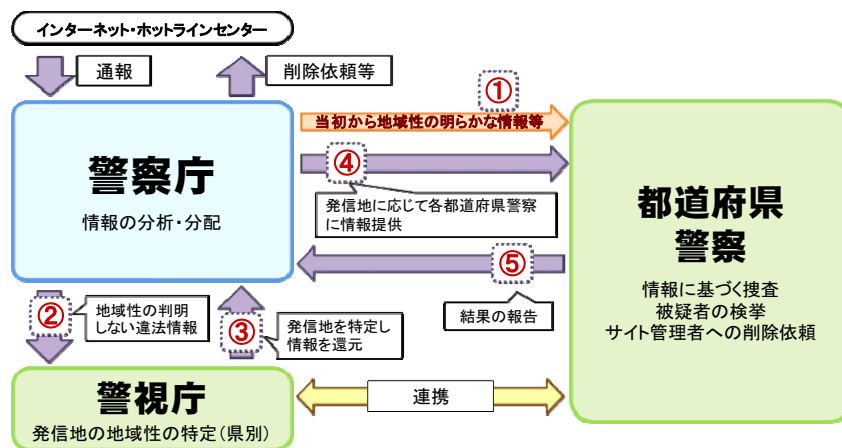 インターネット・ホットラインセンター
通報
削除依頼等
①
当初から地域性の明らかな情報等
警察庁
情報の分析・分配
④
発信地に応じて各都道府県警察
に情報提供
都道府県
警察
情報に基づく捜査
被疑者の検挙
サイト管理者への削除依頼
⑤
結果の報告
②
地域性の判明
しない違法情報
③
発信地を特定し
情報を還元
警視庁
発信地の地域性の特定(県別)
連携